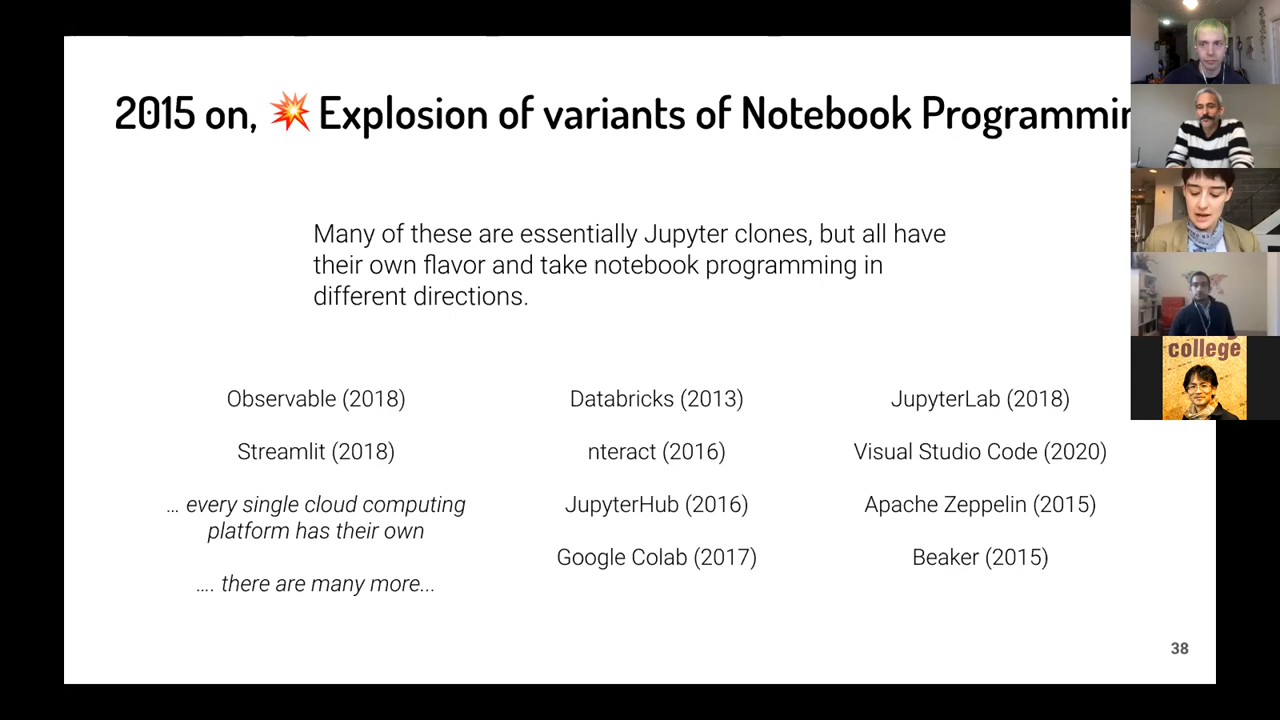 2015 on, 💥 Explosion of variants of Notebook Programmin
college
Many of these are essentially Jupyter clones, but all have
their own flavor and take notebook programming in
different directions.
Observable (2018)
Streamlit (2018)
... every single cloud computing
platform has their own
.... there are many more...
Databricks (2013)
nteract (2016)
JupyterHub (2016)
Google Colab (2017)
JupyterLab (2018)
Visual Studio Code (2020)
Apache Zeppelin (2015)
Beaker (2015)
38